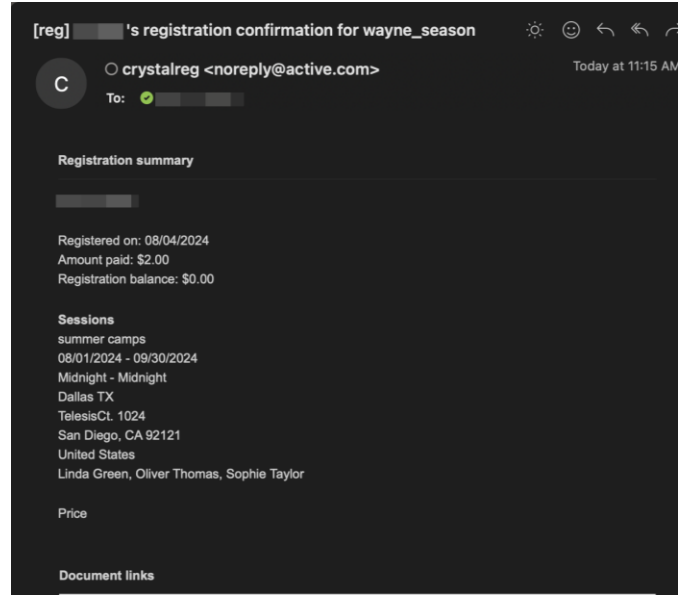 [reg] 's registration confirmation for wayne_season
C
crystalreg <noreply@active.com>
Today at 11:15 AM
To:
Registration summary
Registered on: 08/04/2024
Amount paid: $2.00
Registration balance: $0.00
Sessions
summer camps
08/01/2024 - 09/30/2024
Midnight - Midnight
Dallas TX
TelesisCt. 1024
San Diego, CA 92121
United States
Linda Green, Oliver Thomas, Sophie Taylor
Price
Document links